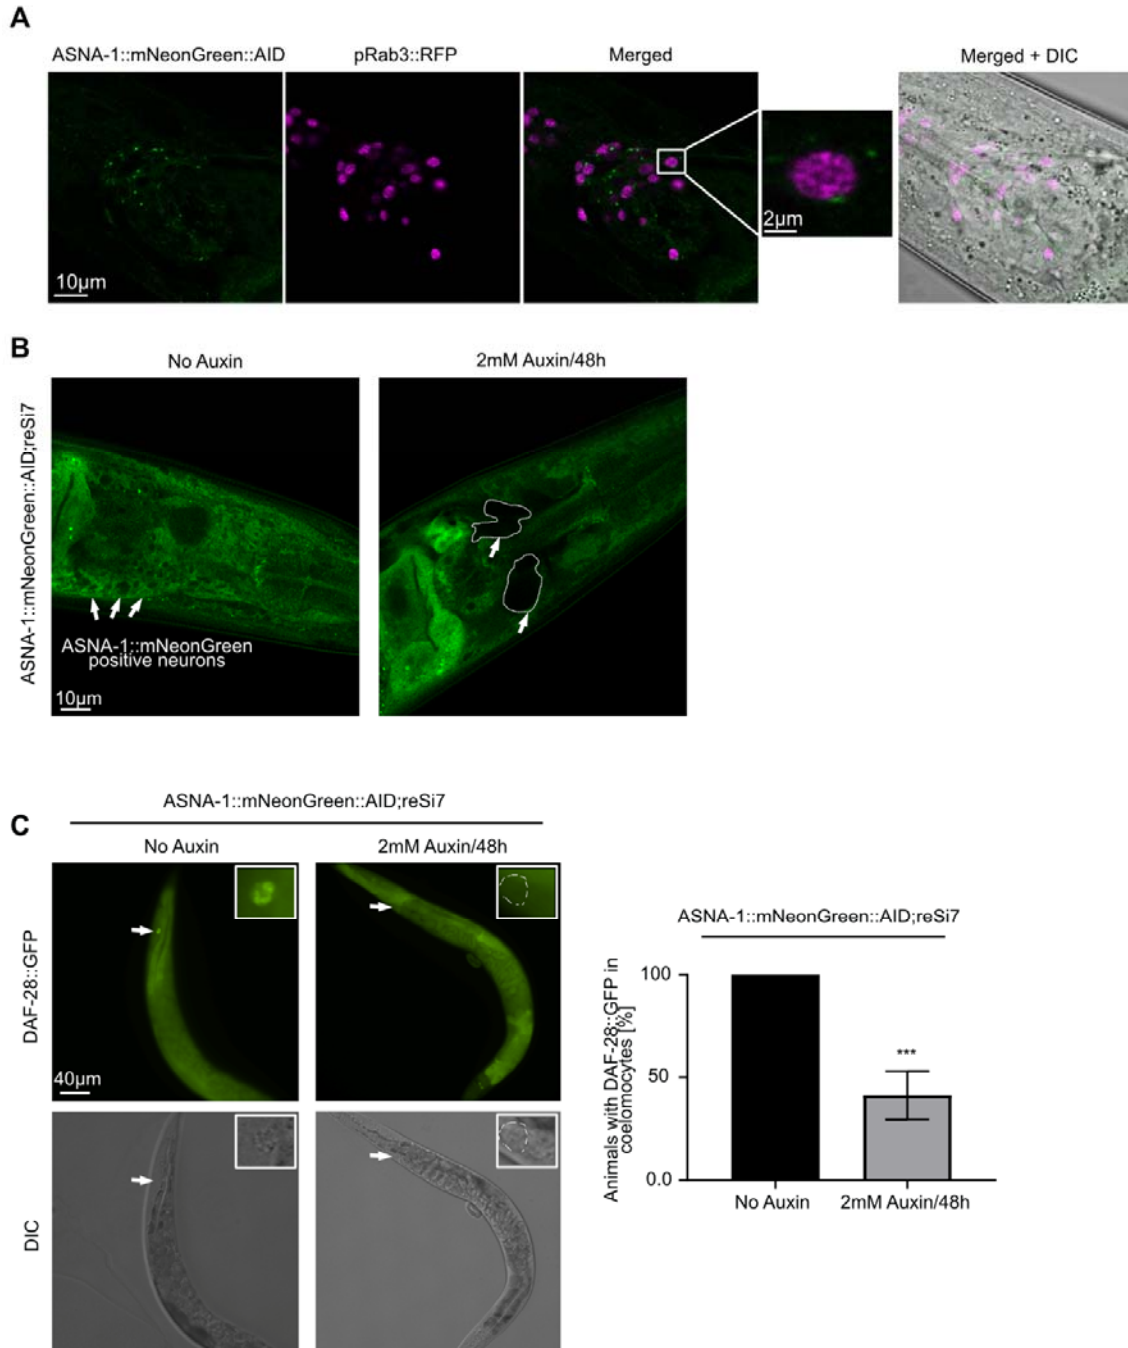 A
ASNA-1::mNeonGreen::AID
pRab3::RFP
Merged
Merged + DIC
10µm
2µm
B
No Auxin
2mM Auxin/48h
ASNA-1::mNeonGreen::AID;reSi7
ASNA-1::mNeonGreen
positive neurons
10µm
C
ASNA-1::mNeonGreen::AID;reSi7
No Auxin
2mM Auxin/48h
DAF-28::GFP
40µm
DIC
ASNA-1::mNeonGreen::AID;reSi7
Animals with DAF-28::GFP in
coelomocytes [%]
100
50
0.0
***
No Auxin
2mM Auxin/48h